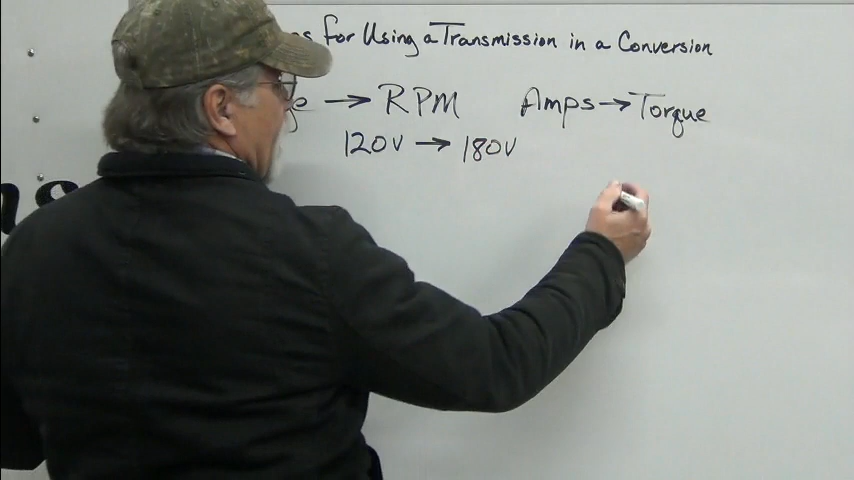 for Using a Transmission in a Conversion
→ RPM Amps → Torque
120V → 180V